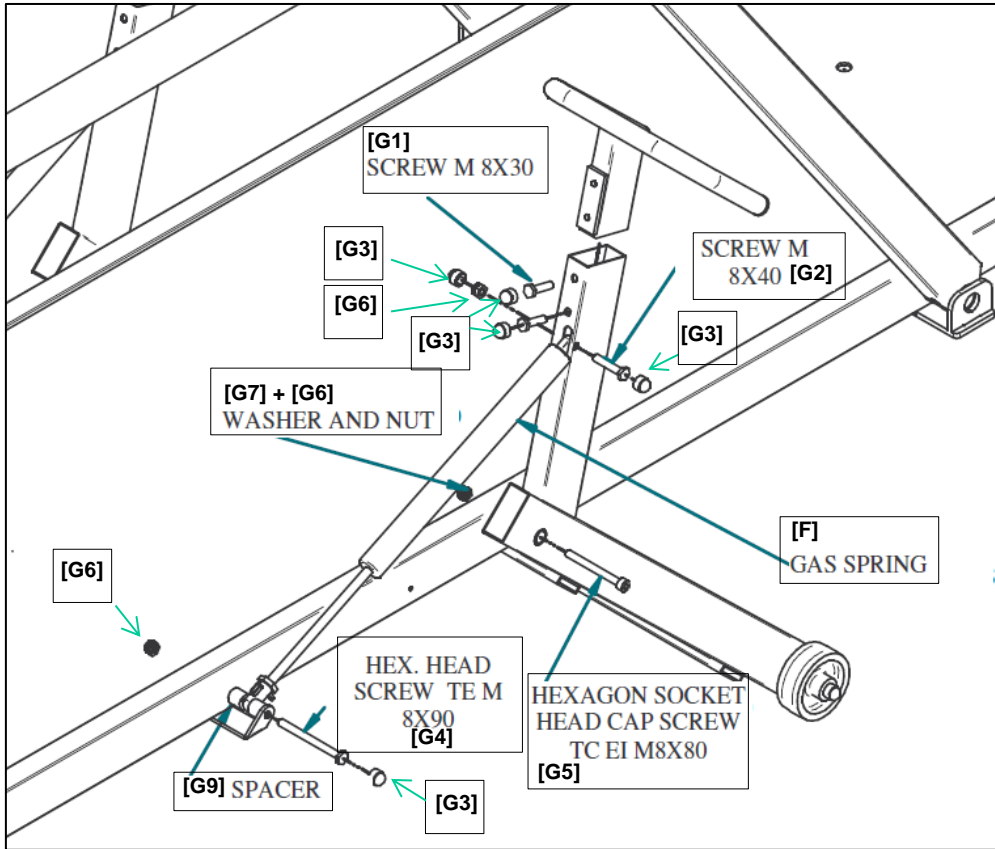 [G1]
SCREW M 8X30
[G3]
SCREW M
8X40 [G2]
[G6]
[G3]
[G3]
[G7] + [G6]
WASHER AND NUT
[F]
GAS SPRING
[G6]
HEX. HEAD
SCREW TE M
8X90
[G4]
HEXAGON SOCKET
HEAD CAP SCREW
TC EI M8X80
[G5]
[G9] SPACER
[G3]